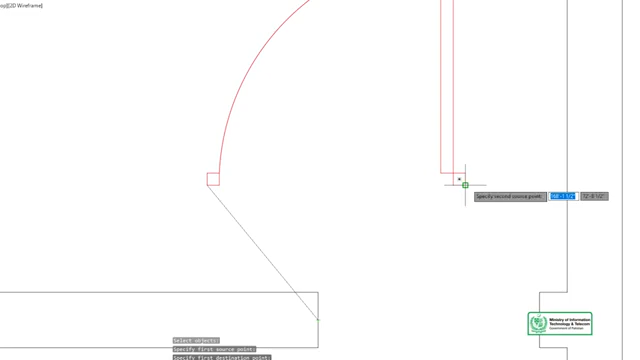 op][2D Wireframe]
Specify second source point:
Ministry of Information
Technology & Telecom
Government of Pakistan
Select objects:
Specify first source point:
Specify first destination point: